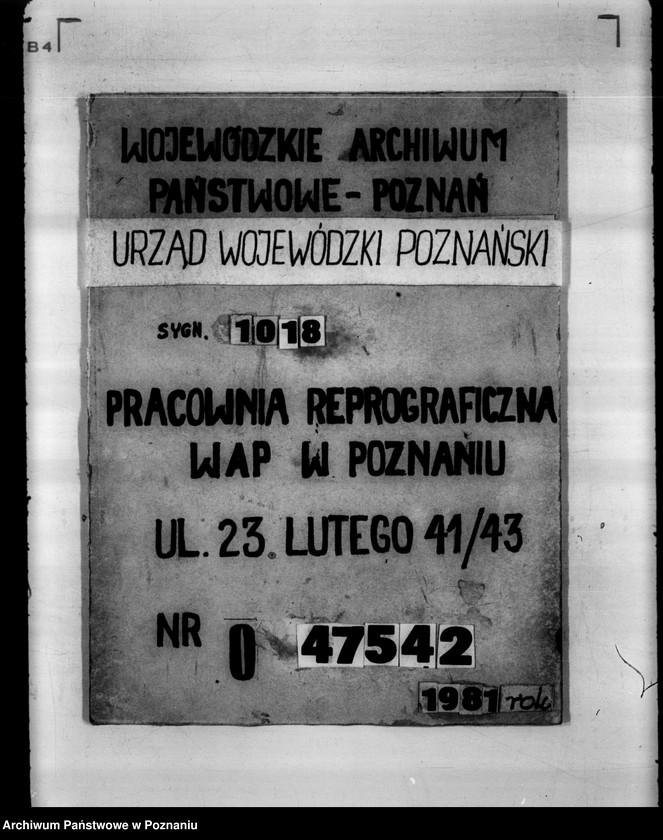 B4
WOJEWÓDZKIE ARCHIWUM
PAŃSTWOWE - POZNAŃ
URZĄD WOJEWÓDZKI POZNAŃSKI
SYGN. 1018
PRACOWNIA REPROGRAFICZNA
WAP W POZNANIU
UL. 23. LUTEGO 41/43
NR 0 47542
1981 rok
Archiwum Państwowe w Poznaniu